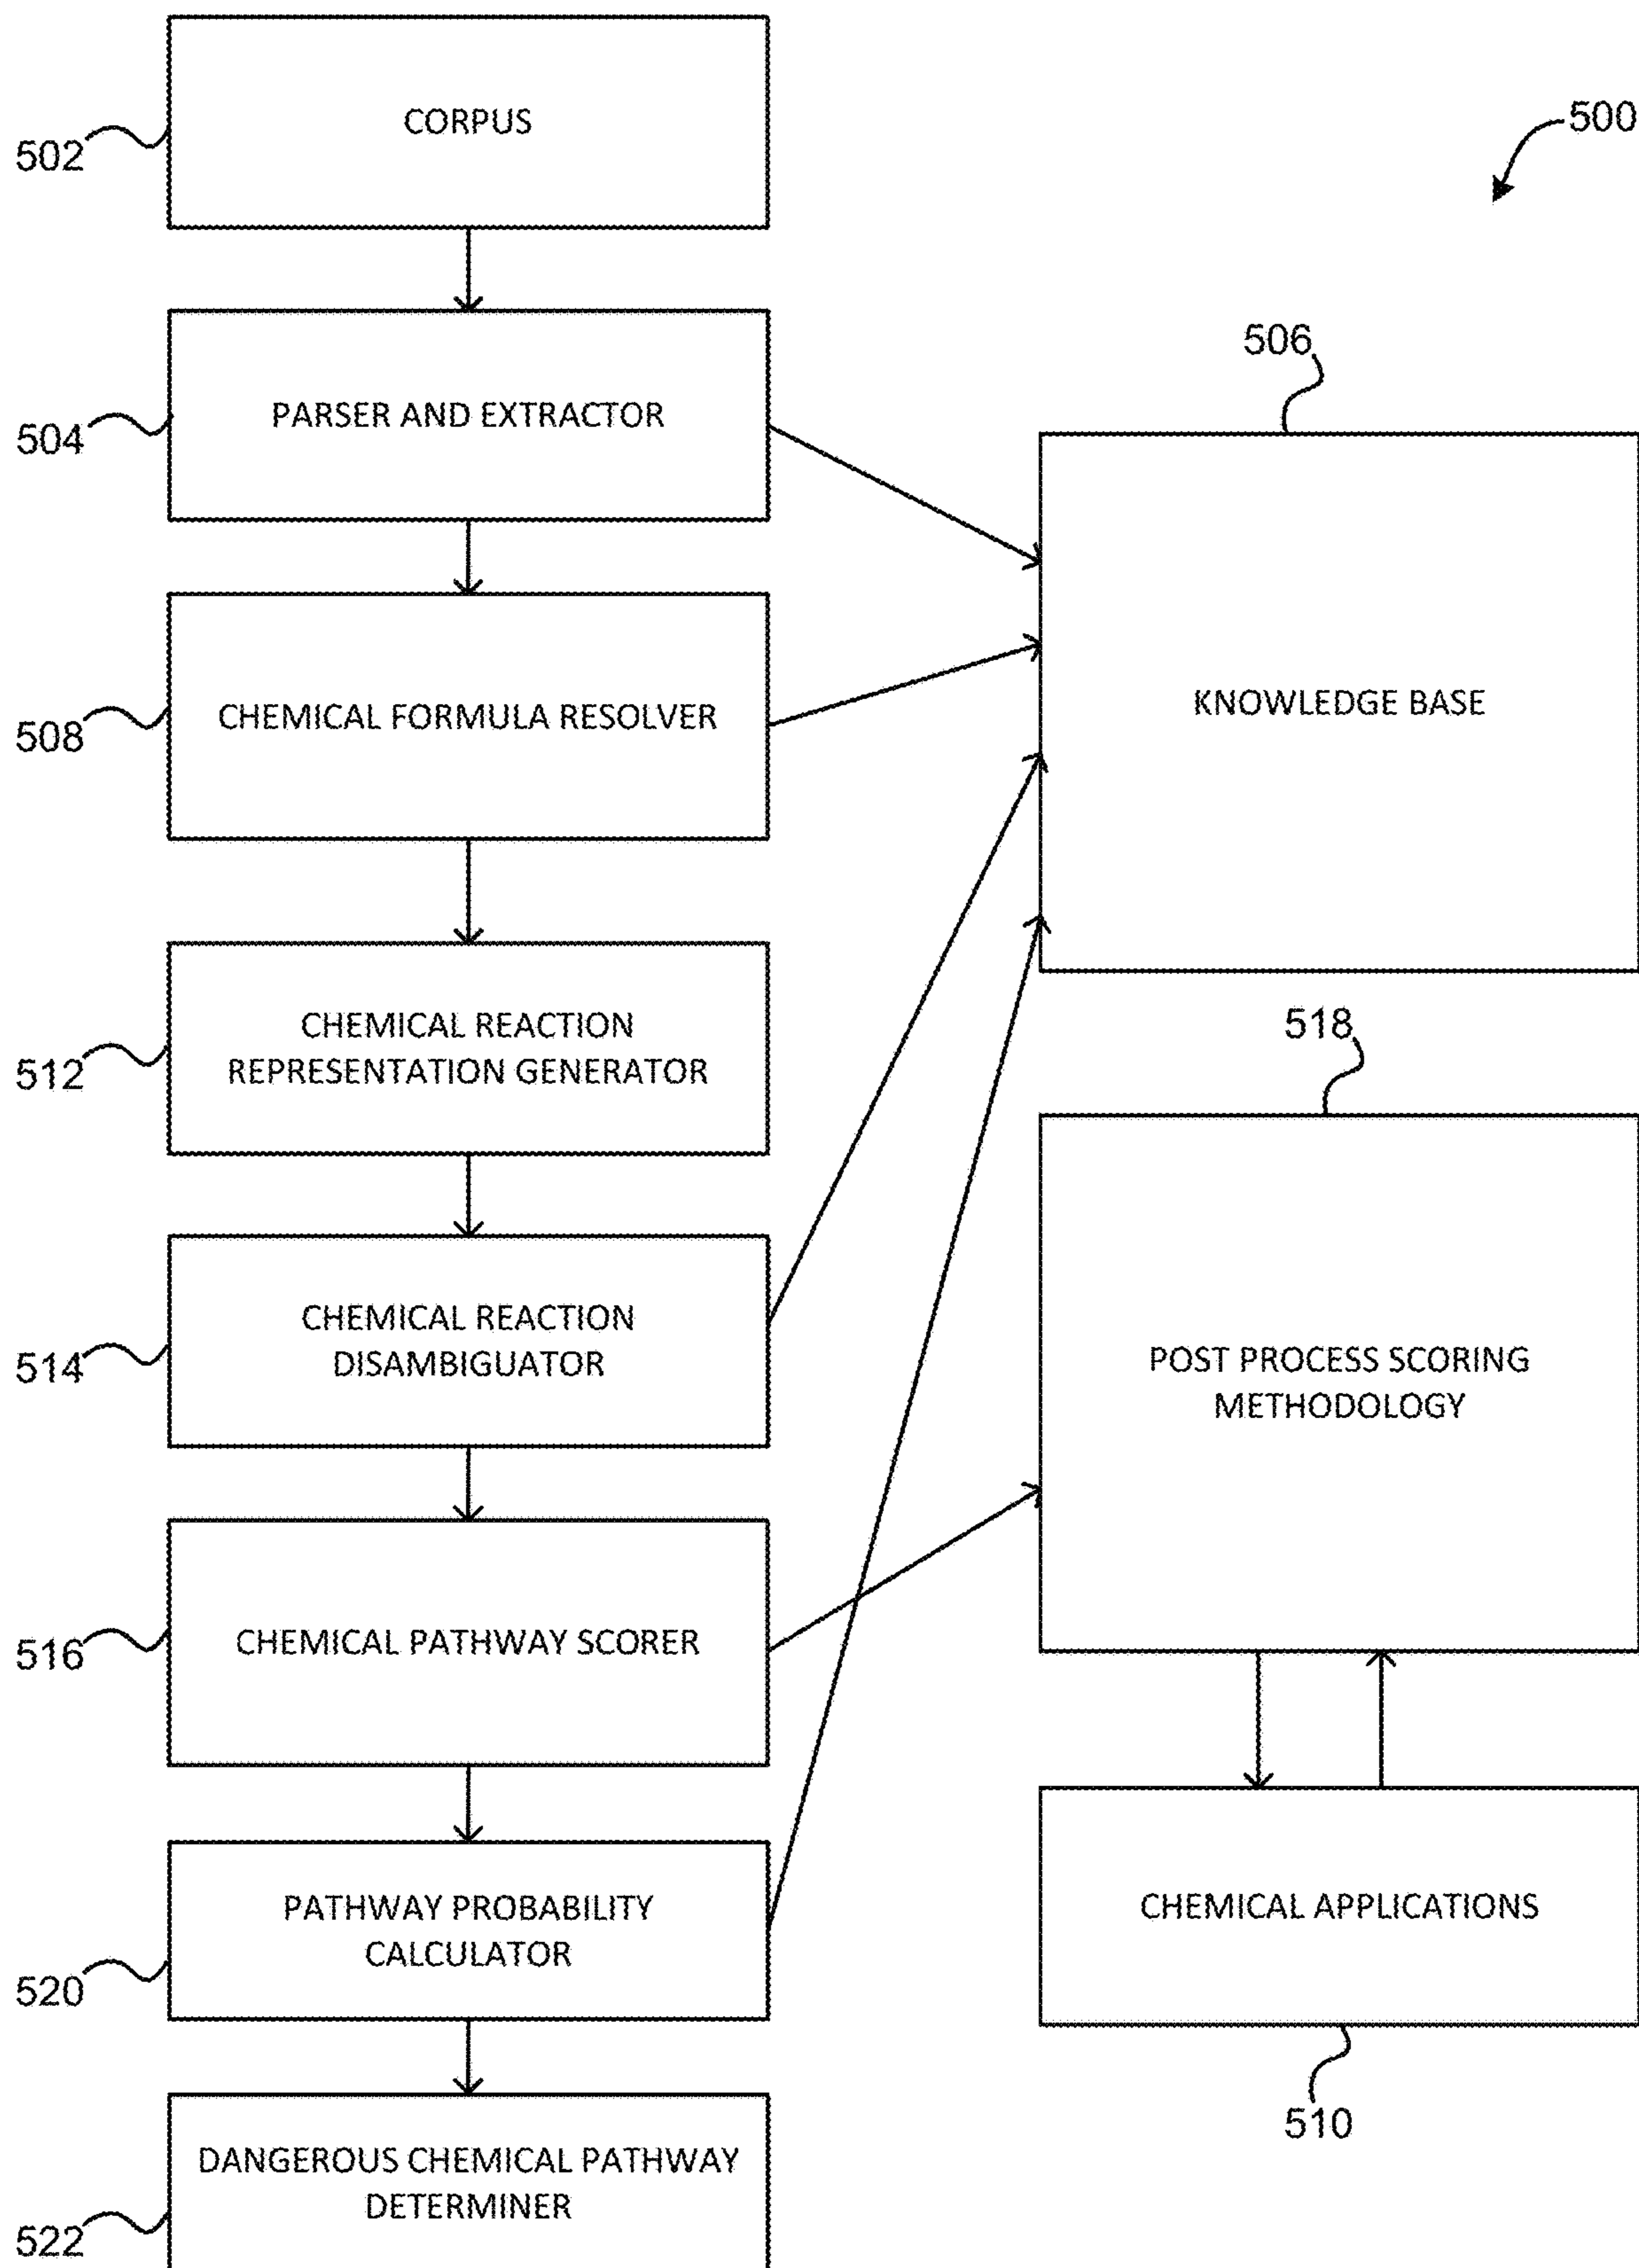 CORPUS
502
500
PARSER AND EXTRACTOR
504
506
CHEMICAL FORMULA RESOLVER
508
KNOWLEDGE BASE
CHEMICAL REACTION
REPRESENTATION GENERATOR
512
518
CHEMICAL REACTION
DISAMBIGUATOR
514
POST PROCESS SCORING
METHODOLOGY
CHEMICAL PATHWAY SCORER
516
PATHWAY PROBABILITY
CALCULATOR
520
CHEMICAL APPLICATIONS
510
DANGEROUS CHEMICAL PATHWAY
DETERMINER
522